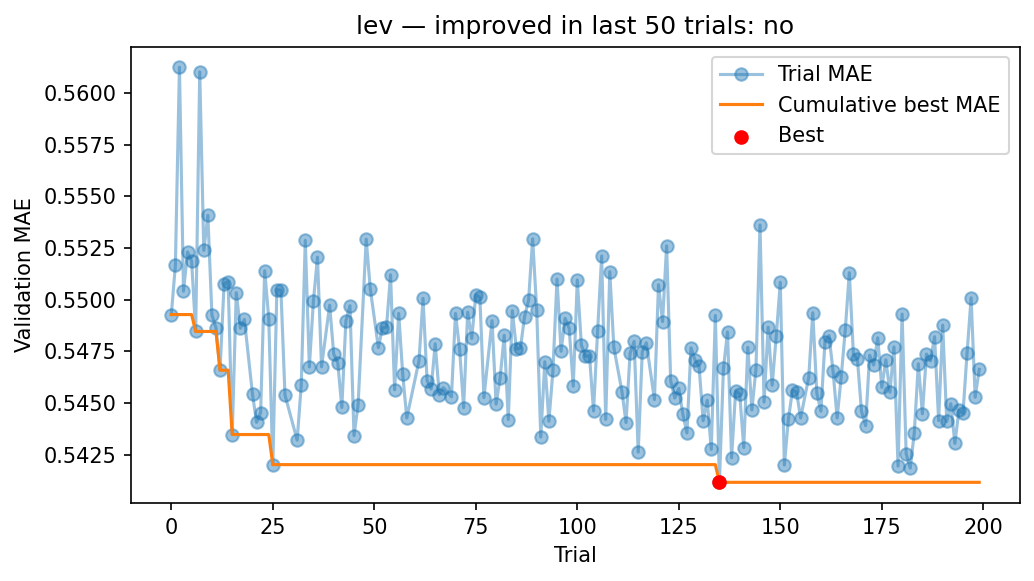 lev — improved in last 50 trials: no
Trial MAE
Cumulative best MAE
Best
Validation MAE
0.5600
0.5575
0.5550
0.5525
0.5500
0.5475
0.5450
0.5425
0 25 50 75 100 125 150 175 200
Trial